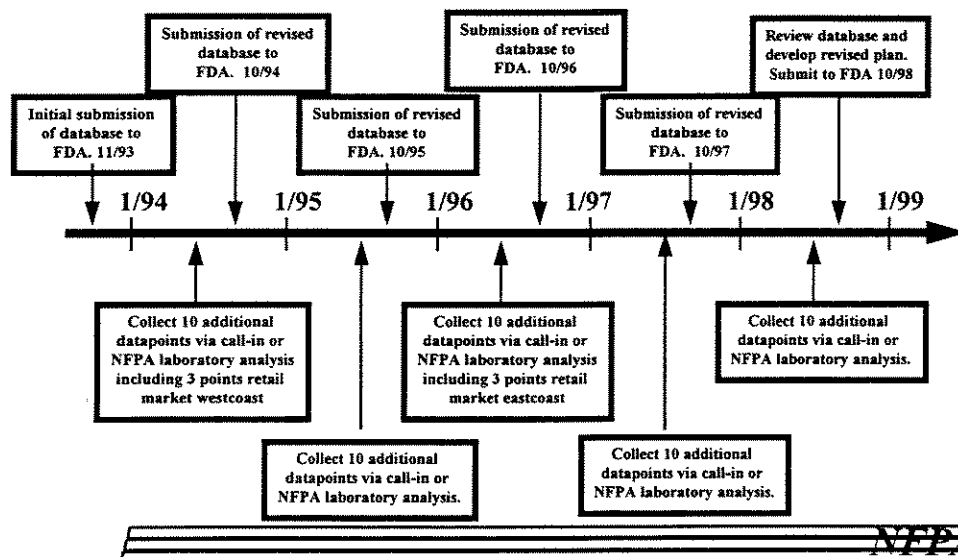 Submission of revised
database to
FDA. 10/94
Submission of revised
database to
FDA. 10/96
Review database and
develop revised plan.
Submit to FDA 10/98
Initial submission
of database to
FDA. 11/93
Submission of revised
database to
FDA. 10/95
Submission of revised
database to
FDA. 10/97
1/94
1/95
1/96
1/97
1/98
1/99
Collect 10 additional
datapoints via call-in or
NFPA laboratory analysis
including 3 points retail
market westcoast
Collect 10 additional
datapoints via call-in or
NFPA laboratory analysis
including 3 points retail
market eastcoast
Collect 10 additional
datapoints via call-in or
NFPA laboratory analysis.
Collect 10 additional
datapoints via call-in or
NFPA laboratory analysis.
Collect 10 additional
datapoints via call-in or
NFPA laboratory analysis.
NFPA